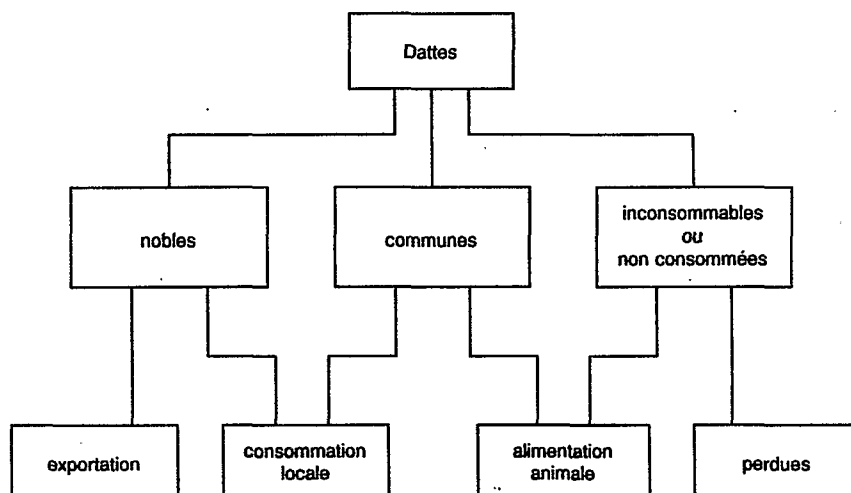 Dattes
nobles
communes
inconsommables
ou
non consommées
exportation
consommation
locale
alimentation
animale
perdues